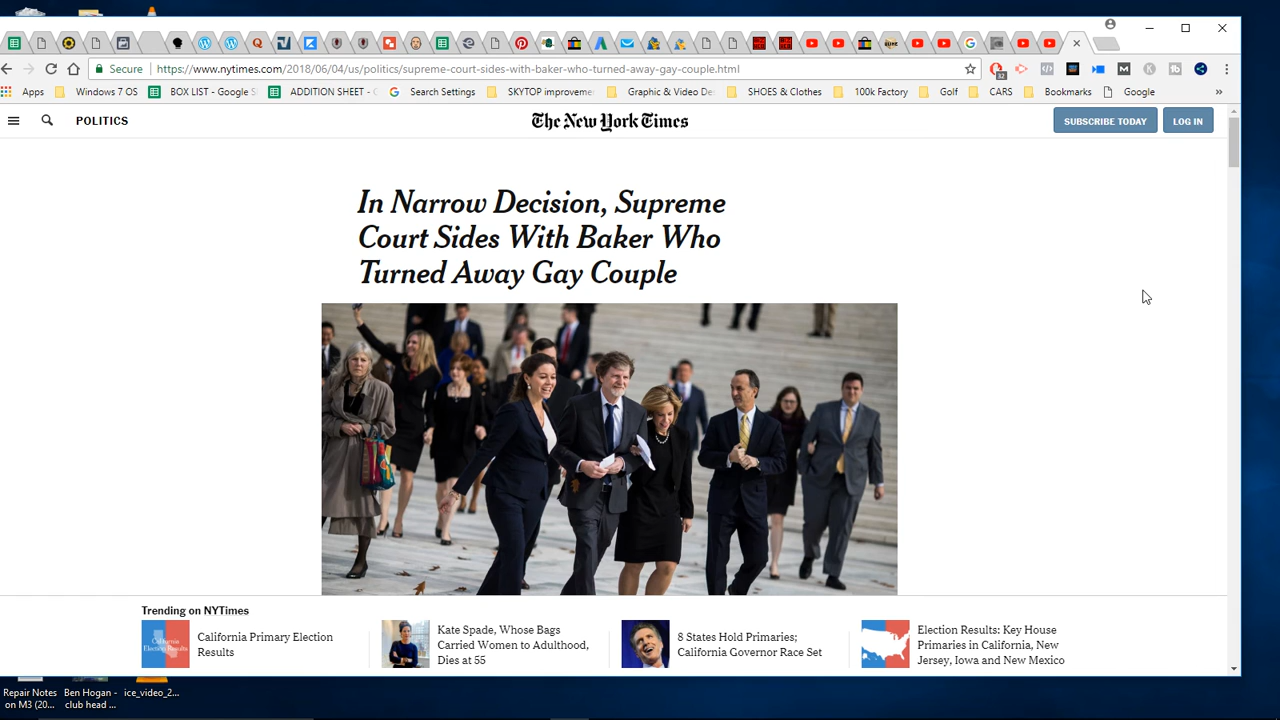 Secure
https://www.nytimes.com/2018/06/04/us/politics/supreme-court-sides-with-baker-who-turned-away-gay-couple.html
32
Apps Windows 7 OS BOX LIST - Google S ADDITION SHEET - G Search Settings SKYTOP improveme Graphic & Video De SHOES & Clothes 100k Factory Golf CARS Bookmarks Google »
POLITICS
The New York Times
SUBSCRIBE TODAY
LOG IN
In Narrow Decision, Supreme
Court Sides With Baker Who
Turned Away Gay Couple
Trending on NYTimes
California
Election Results
California Primary Election
Results
Kate Spade, Whose Bags
Carried Women to Adulthood,
Dies at 55
8 States Hold Primaries;
California Governor Race Set
Election Results: Key House
Primaries in California, New
Jersey, Iowa and New Mexico
Repair Notes
on M3 (20...
Ben Hogan -
club head ...
ice_video_2...